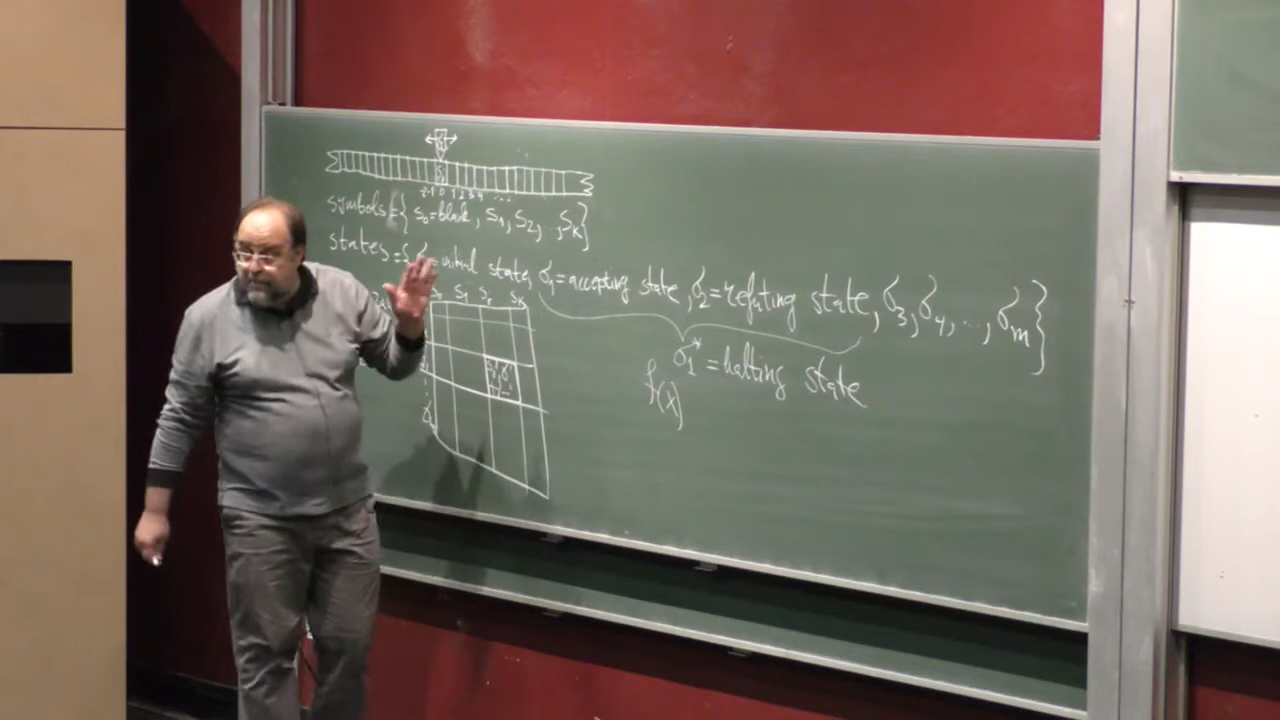 -2 -1 0 1 2 3 4 ...
symbols = { s₀=blank, s₁, s₂, ..., sₖ }
states = { initial state, σ₁=accepting state, σ₂=refuting state, σ₃, σ₄, ..., σₘ }
s₀ s₁ sₖ
σ₁* = halting state
f(x)